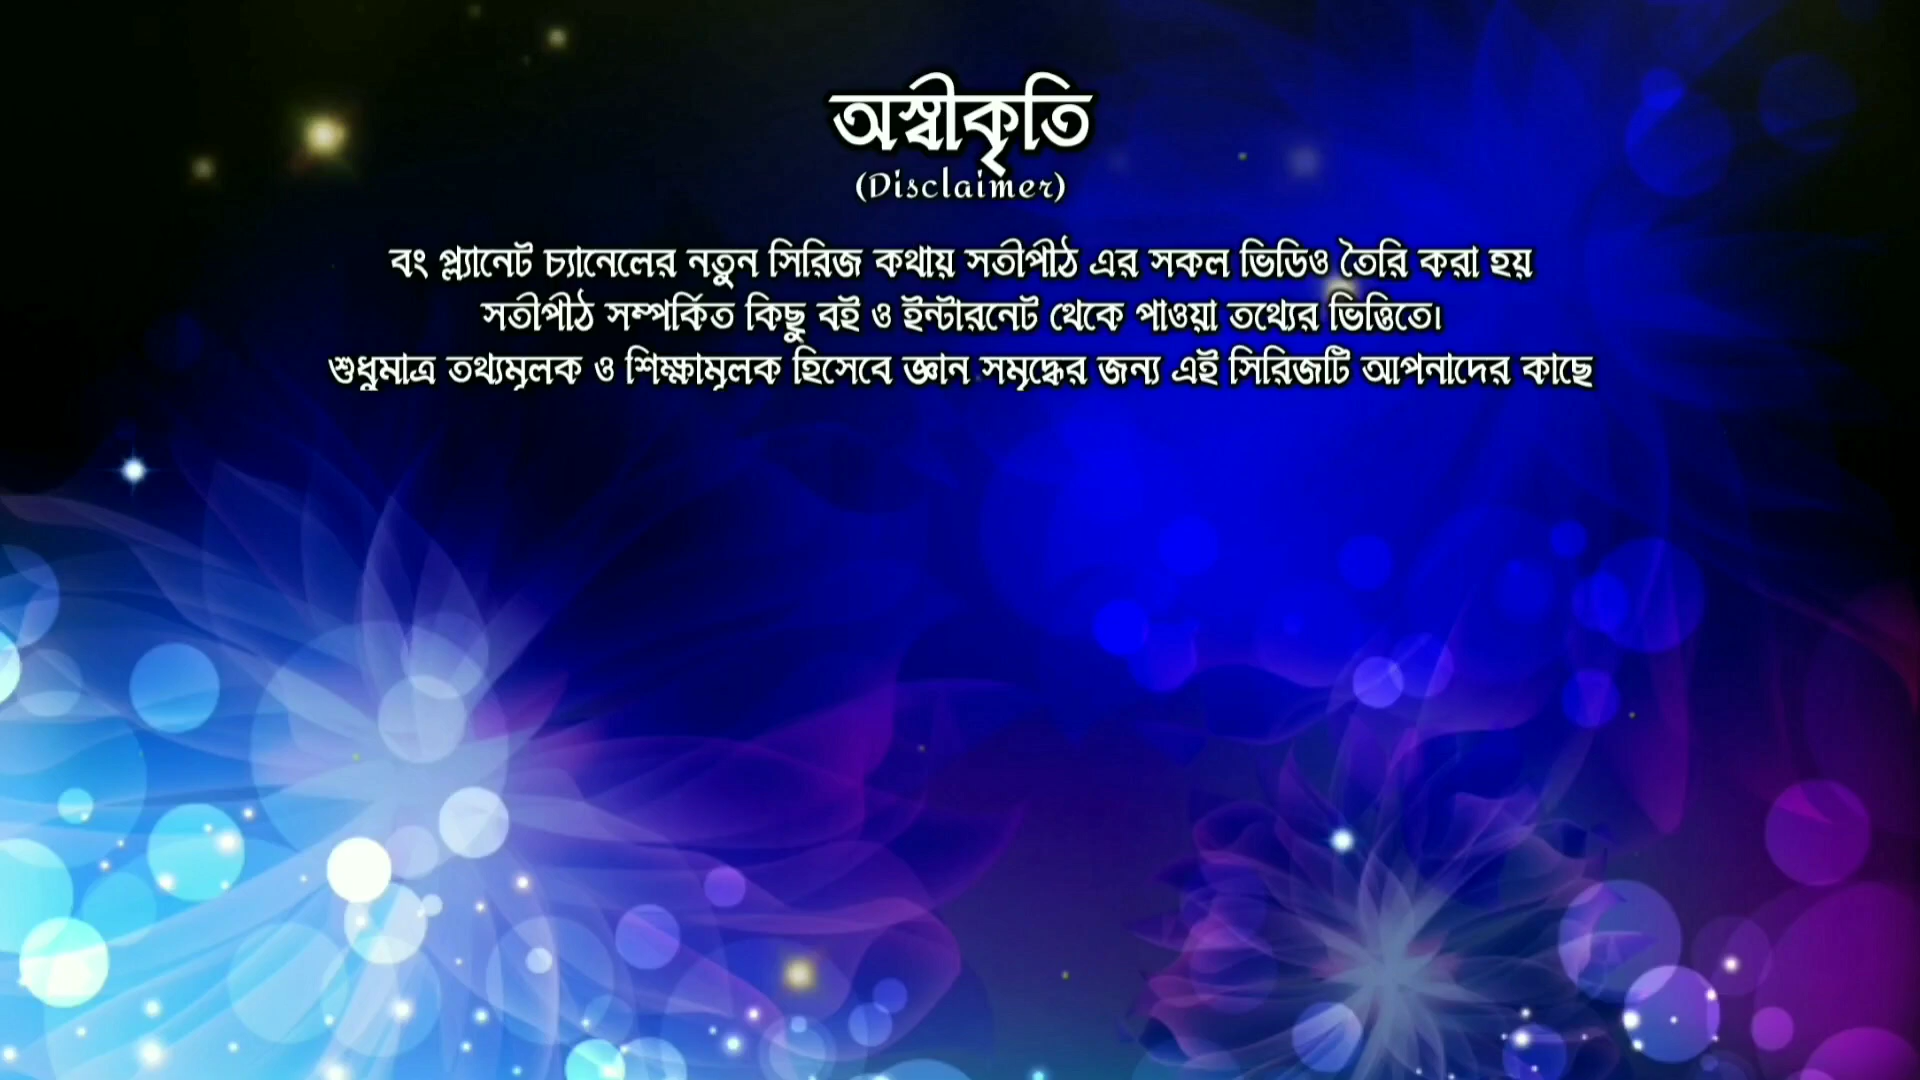 অস্বীকৃতি
(Disclaimer)
বং প্ল্যানেট চ্যানেলের নতুন সিরিজ কথায় সতীপীঠ এর সকল ভিডিও তৈরি করা হয়
সতীপীঠ সম্পর্কিত কিছু বই ও ইন্টারনেট থেকে পাওয়া তথ্যের ভিত্তিতে।
শুধুমাত্র তথ্যমূলক ও শিক্ষামূলক হিসেবে জ্ঞান সমৃদ্ধের জন্য এই সিরিজটি আপনাদের কাছে